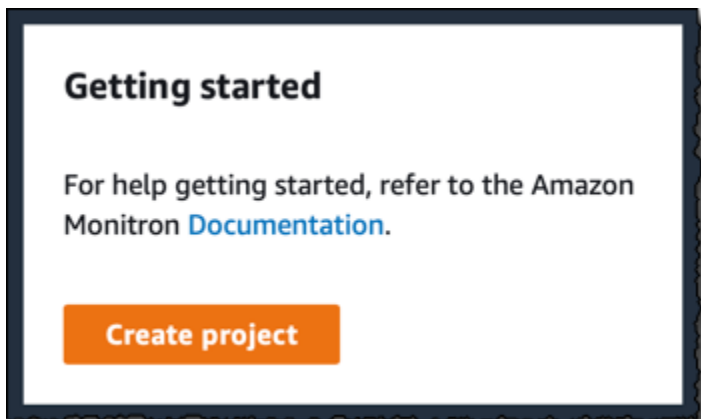 Getting started
For help getting started, refer to the Amazon
Monitron Documentation.
Create project